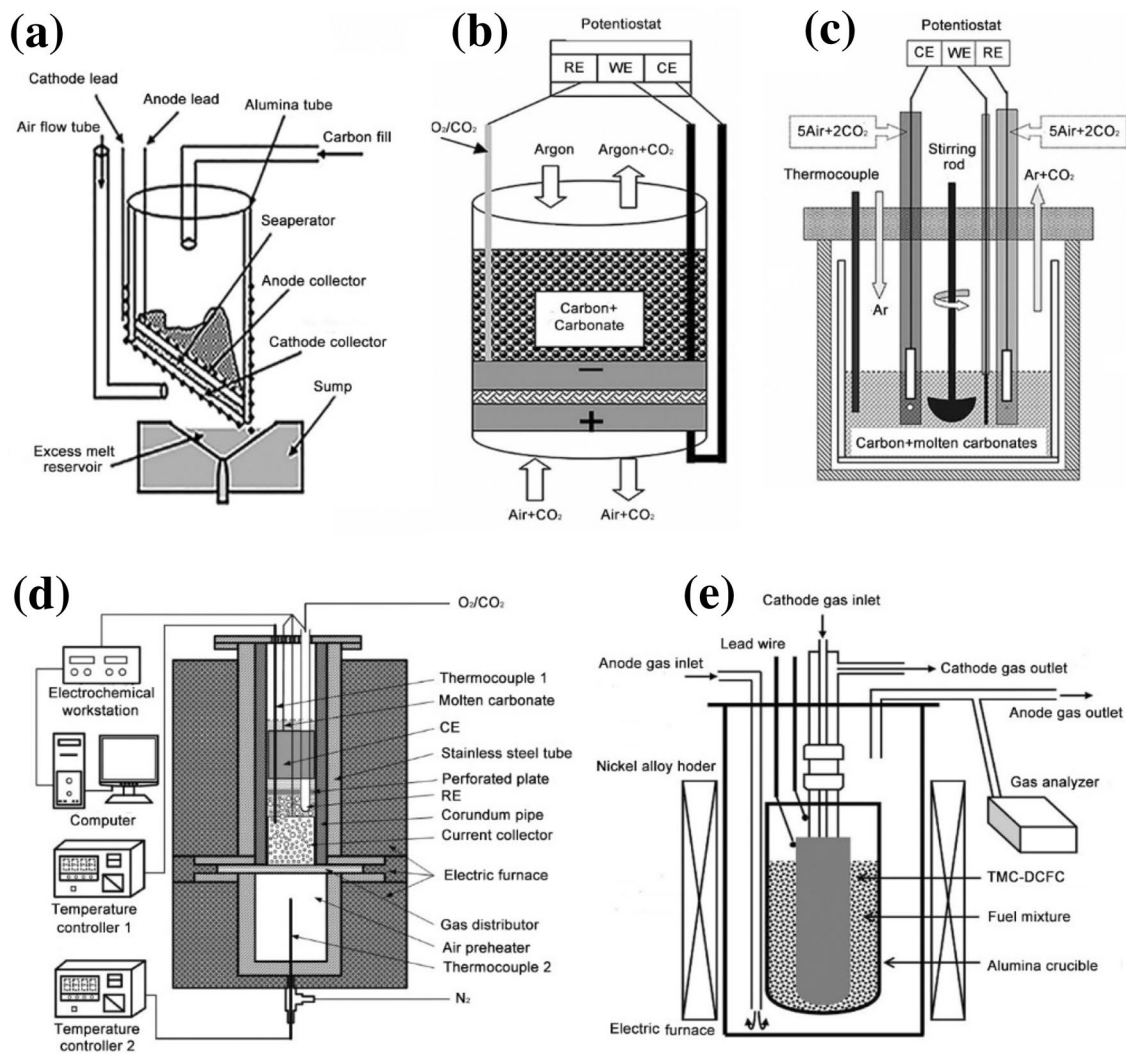 (a)
Cathode lead
Anode lead
Air flow tube
Alumina tube
Carbon fill
Seaperator
Anode collector
Cathode collector
Sump
Excess melt
reservoir
(b)
Potentiostat
RE WE CE
O₂/CO₂
Argon
Argon+CO₂
Carbon+
Carbonate
−
+
Air+CO₂
Air+CO₂
(c)
Potentiostat
CE WE RE
5Air+2CO₂
5Air+2CO₂
Stirring
rod
Thermocouple
Ar+CO₂
Ar
Carbon+molten carbonates
(d)
O₂/CO₂
Electrochemical
workstation
Computer
Temperature
controller 1
Temperature
controller 2
Thermocouple 1
Molten carbonate
CE
Stainless steel tube
Perforated plate
RE
Corundum pipe
Current collector
Electric furnace
Gas distributor
Air preheater
Thermocouple 2
N₂
(e)
Cathode gas inlet
Lead wire
Anode gas inlet
Cathode gas outlet
Anode gas outlet
Nickel alloy hoder
Gas analyzer
TMC-DCFC
Fuel mixture
Alumina crucible
Electric furnace